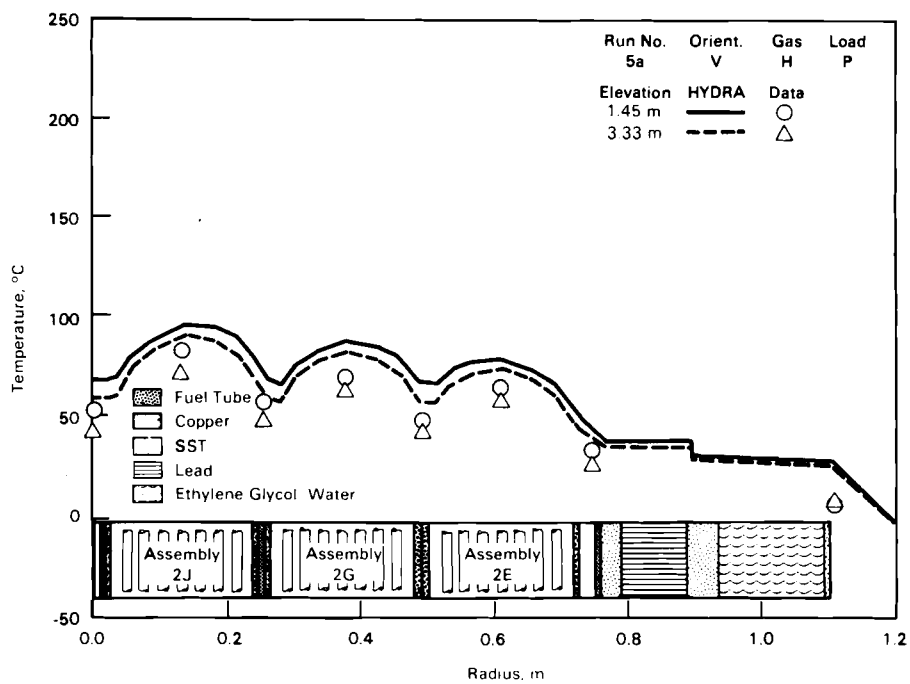 250
200
150
100
50
0
-50
Temperature, °C
Run No. Orient. Gas Load
5a V H P
Elevation HYDRA Data
1.45 m
3 33 m
Fuel Tube
Copper
SST
Lead
Ethylene Glycol Water
Assembly 2J
Assembly 2G
Assembly 2E
0.0 0.2 0.4 0.6 0.8 1.0 1.2
Radius, m